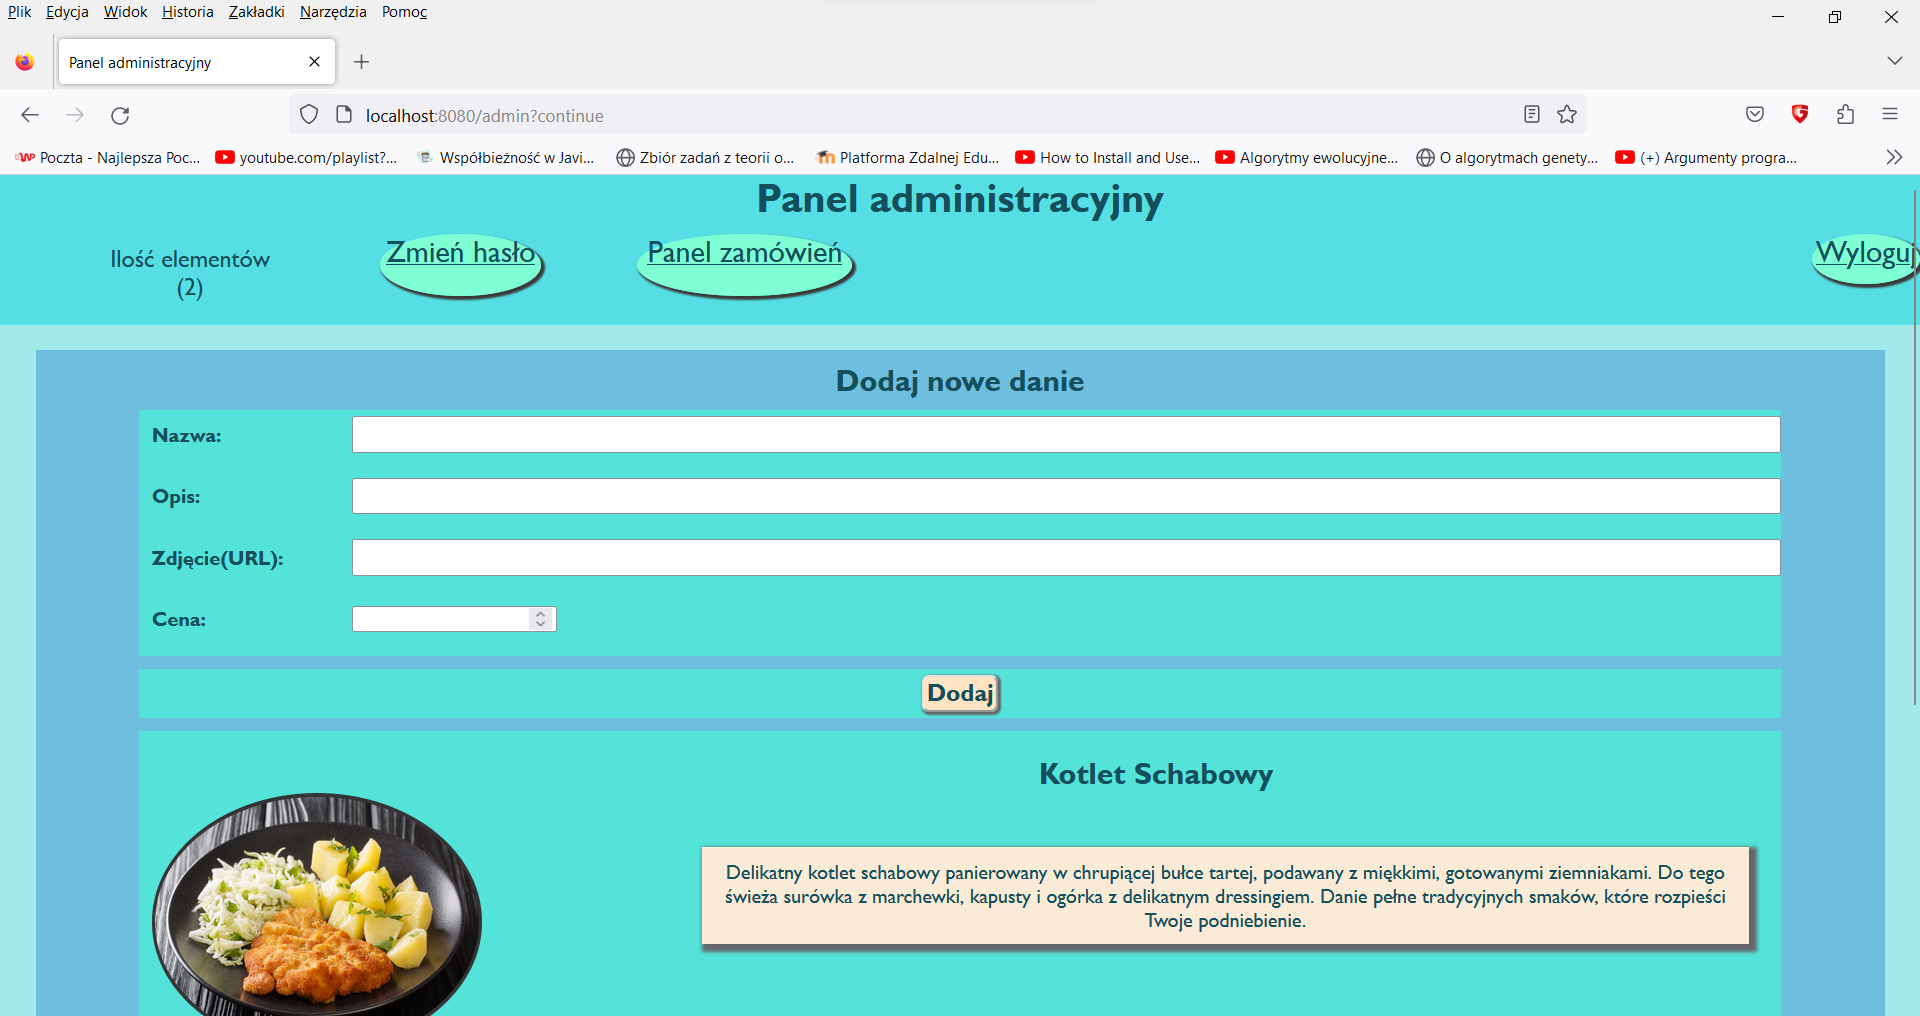 Plik Edycja Widok Historia Zakładki Narzędzia Pomoc
Panel administracyjny
localhost:8080/admin?continue
Poczta - Najlepsza Poc... youtube.com/playlist?... Współbieżność w Javi... Zbiór zadań z teorii o... Platforma Zdalnej Edu... How to Install and Use... Algorytmy ewolucyjne... O algorytmach genety... (+) Argumenty progra...
Panel administracyjny
Ilość elementów
(2)
Zmień hasło
Panel zamówień
Wyloguj
Dodaj nowe danie
Nazwa:
Opis:
Zdjęcie(URL):
Cena:
Dodaj
Kotlet Schabowy
Delikatny kotlet schabowy panierowany w chrupiącej bułce tartej, podawany z miękkimi, gotowanymi ziemniakami. Do tego
świeża surówka z marchewki, kapusty i ogórka z delikatnym dressingiem. Danie pełne tradycyjnych smaków, które rozpieści
Twoje podniebienie.